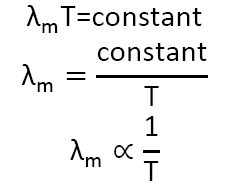 λₘT=constant
λₘ = constant/T
λₘ ∝ 1/T